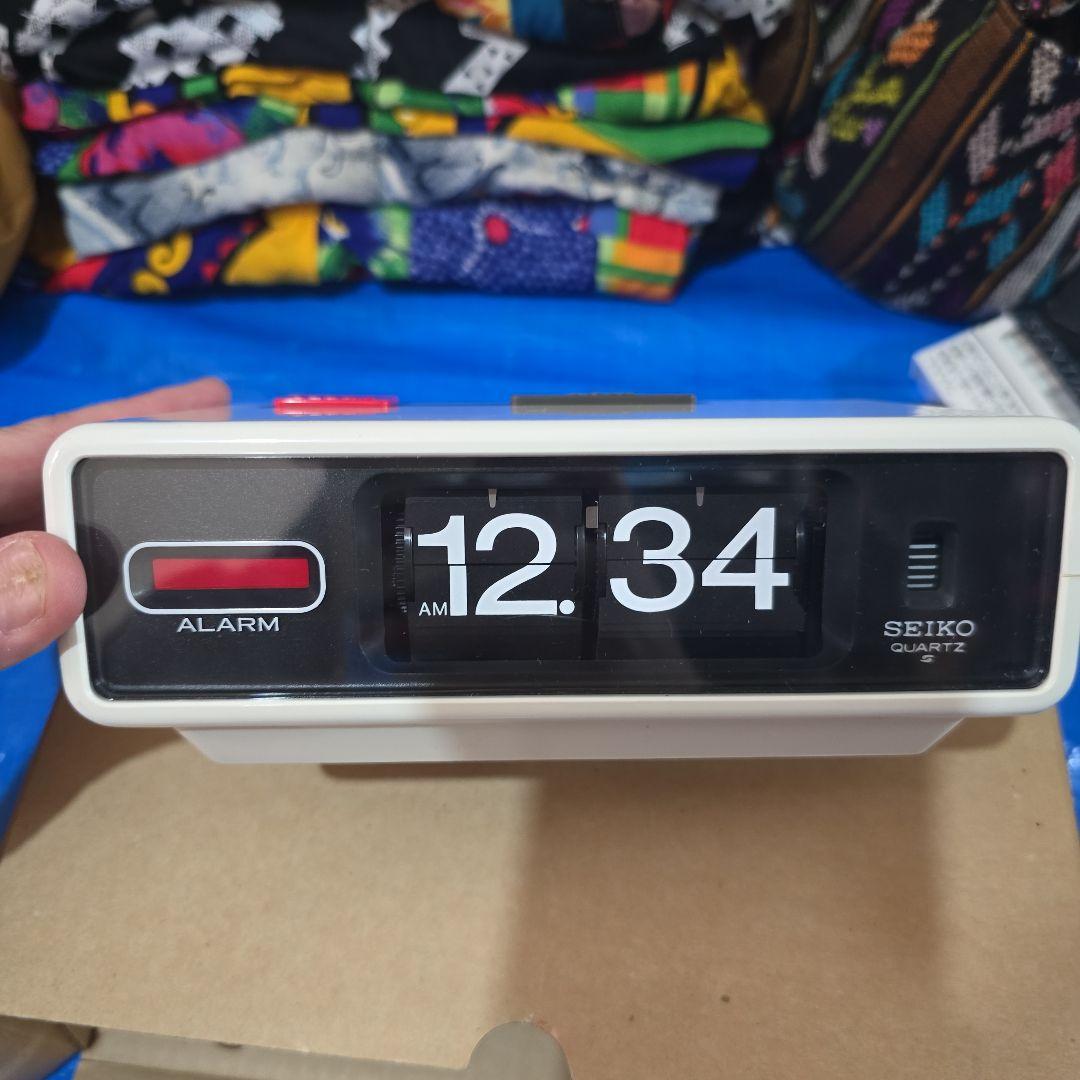 AM 12. 34
ALARM
SEIKO
QUARTZ